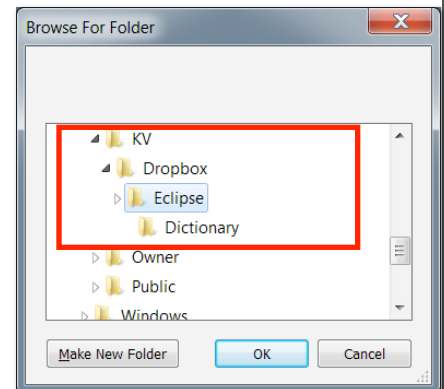 Browse For Folder
KV
Dropbox
Eclipse
Dictionary
Owner
Public
Windows
Make New Folder
OK
Cancel